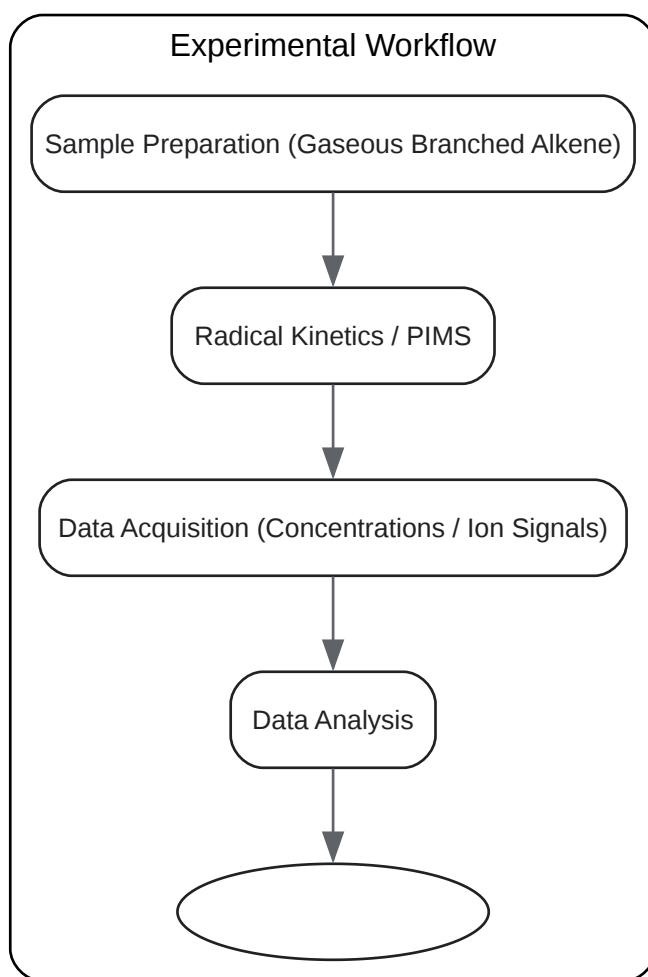 Experimental Workflow
Sample Preparation (Gaseous Branched Alkene)
Radical Kinetics / PIMS
Data Acquisition (Concentrations / Ion Signals)
Data Analysis